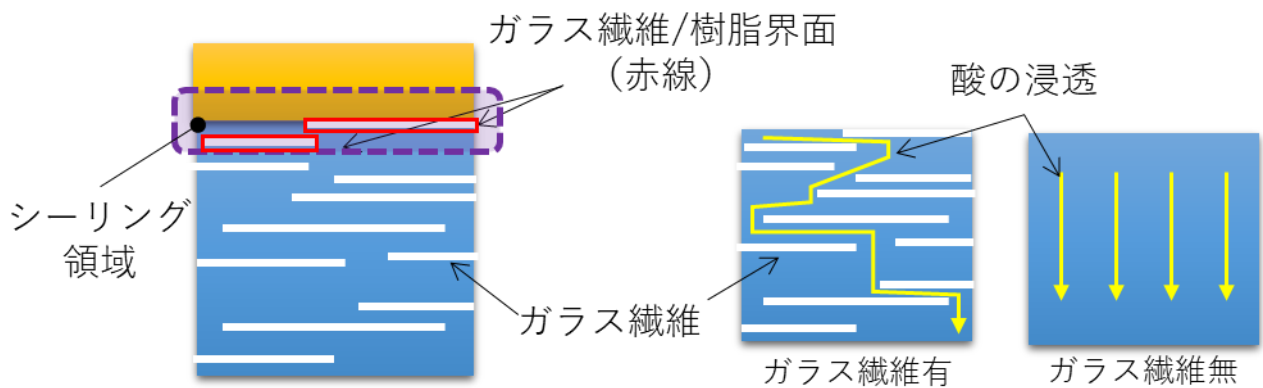 ガラス繊維/樹脂界面
（赤線）
酸の浸透
シーリング
領域
ガラス繊維
ガラス繊維有
ガラス繊維無